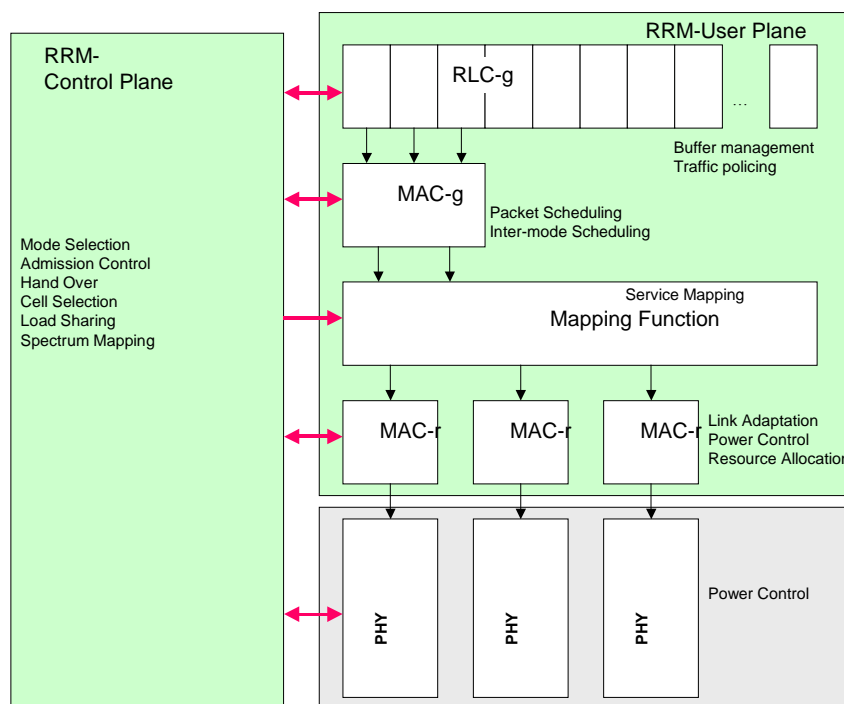 RRM-
Control Plane
Mode Selection
Admission Control
Hand Over
Cell Selection
Load Sharing
Spectrum Mapping
RRM-User Plane
RLC-g
...
Buffer management
Traffic policing
MAC-g
Packet Scheduling
Inter-mode Scheduling
Service Mapping
Mapping Function
MAC-r
MAC-r
MAC-r
Link Adaptation
Power Control
Resource Allocation
PHY
PHY
PHY
Power Control